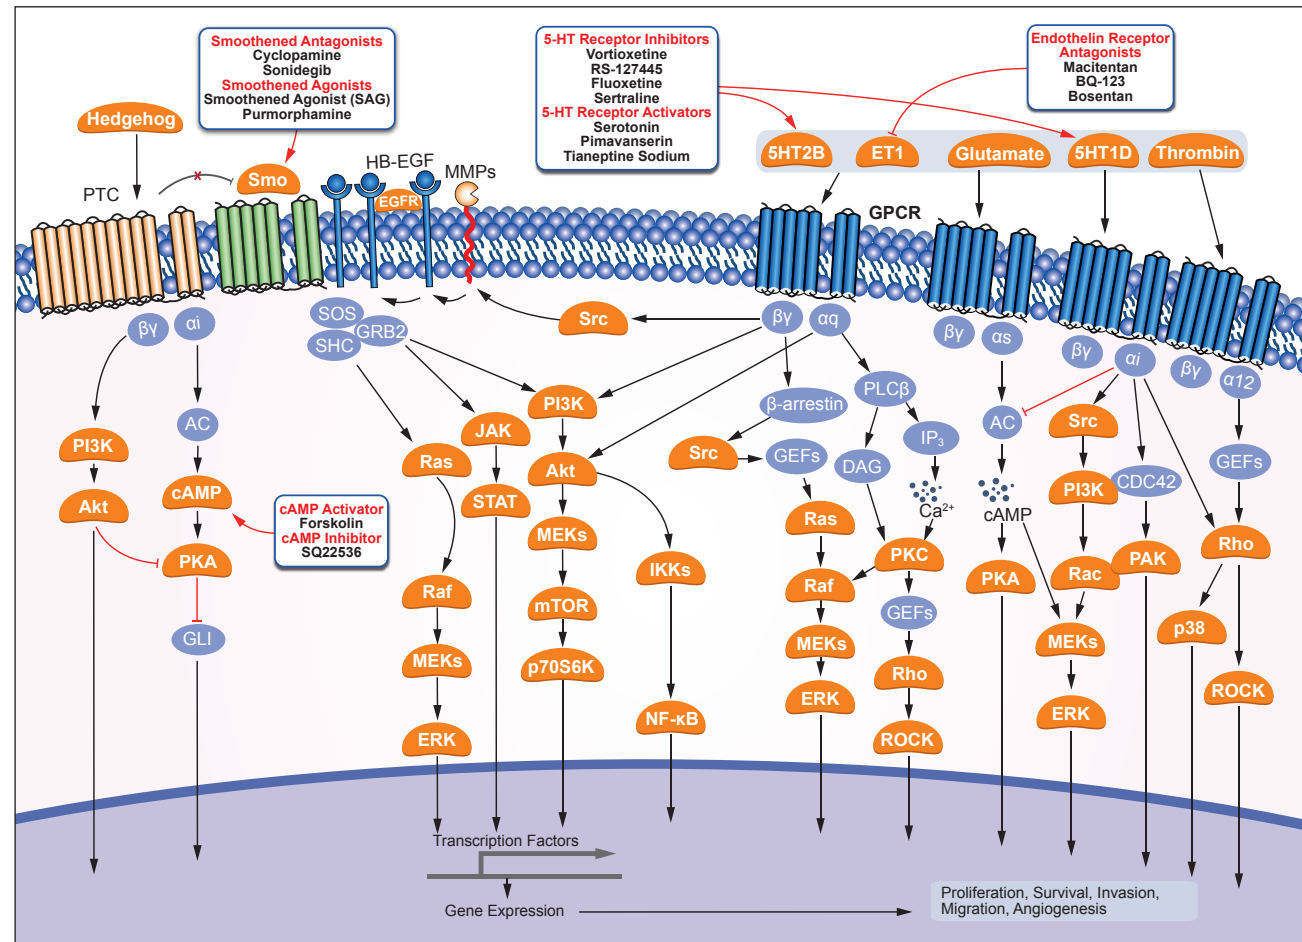 Smoothened Antagonists
Cyclopamine
Sonidegib
Smoothened Agonists
Smoothened Agonist (SAG)
Purmorphamine
5-HT Receptor Inhibitors
Vortioxetine
RS-127445
Fluoxetine
Sertraline
5-HT Receptor Activators
Serotonin
Pimavanserin
Tianeptine Sodium
Endothelin Receptor
Antagonists
Macitentan
BQ-123
Bosentan
Hedgehog
PTC
x
Smo
HB-EGF
EGFR
MMPs
5HT2B
ET1
Glutamate
5HT1D
Thrombin
GPCR
βγ
αi
SOS
GRB2
SHC
Src
βγ
αq
βγ
αs
βγ
αi
βγ
α12
PI3K
Akt
AC
cAMP
PKA
GLI
cAMP Activator
Forskolin
cAMP Inhibitor
SQ22536
Ras
Raf
MEKs
ERK
JAK
STAT
PI3K
Akt
MEKs
mTOR
p70S6K
IKKs
NF-κB
β-arrestin
Src
GEFs
Ras
Raf
MEKs
ERK
PLCβ
DAG
IP3
Ca2+
PKC
GEFs
Rho
ROCK
AC
cAMP
PKA
Src
PI3K
CDC42
Rac
PAK
MEKs
ERK
GEFs
Rho
p38
ROCK
Transcription Factors
Gene Expression
Proliferation, Survival, Invasion,
Migration, Angiogenesis